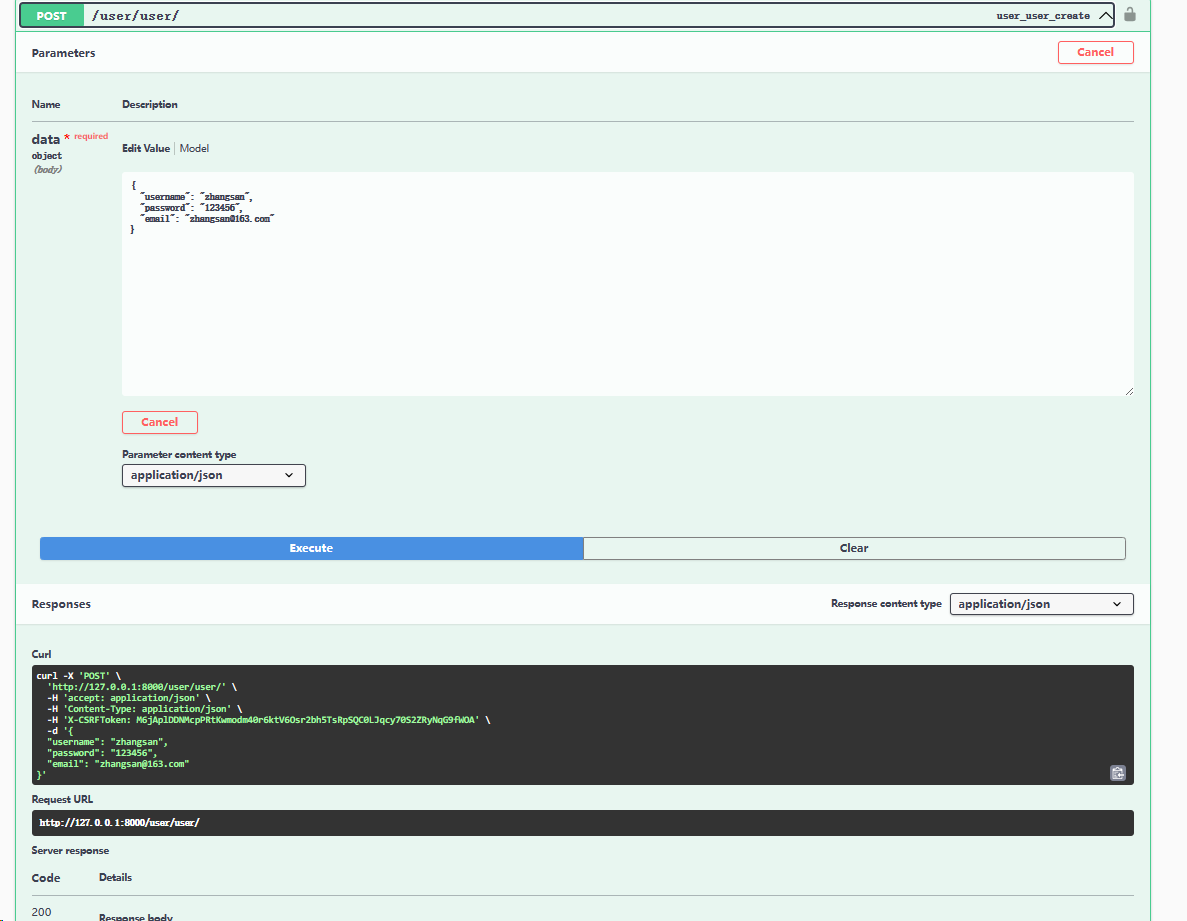 POST /user/user/ user_user_create
Parameters Cancel
Name Description
data * required
object
(body)
Edit Value Model
{
"username": "zhangsan",
"password": "123456",
"email": "zhangsan@163.com"
}
Cancel
Parameter content type
application/json
Execute Clear
Responses Response content type application/json
Curl
curl -X 'POST' \
'http://127.0.0.1:8000/user/user/' \
-H 'accept: application/json' \
-H 'Content-Type: application/json' \
-H 'X-CSRFToken: M6jAplDDNMcpPRtKwmodm40r6ktV6Osr2bh5TsRpSQC0LJqcy70S2ZRyNqG9fWOA' \
-d '{
"username": "zhangsan",
"password": "123456",
"email": "zhangsan@163.com"
}'
Request URL
http://127.0.0.1:8000/user/user/
Server response
Code Details
200 Response body